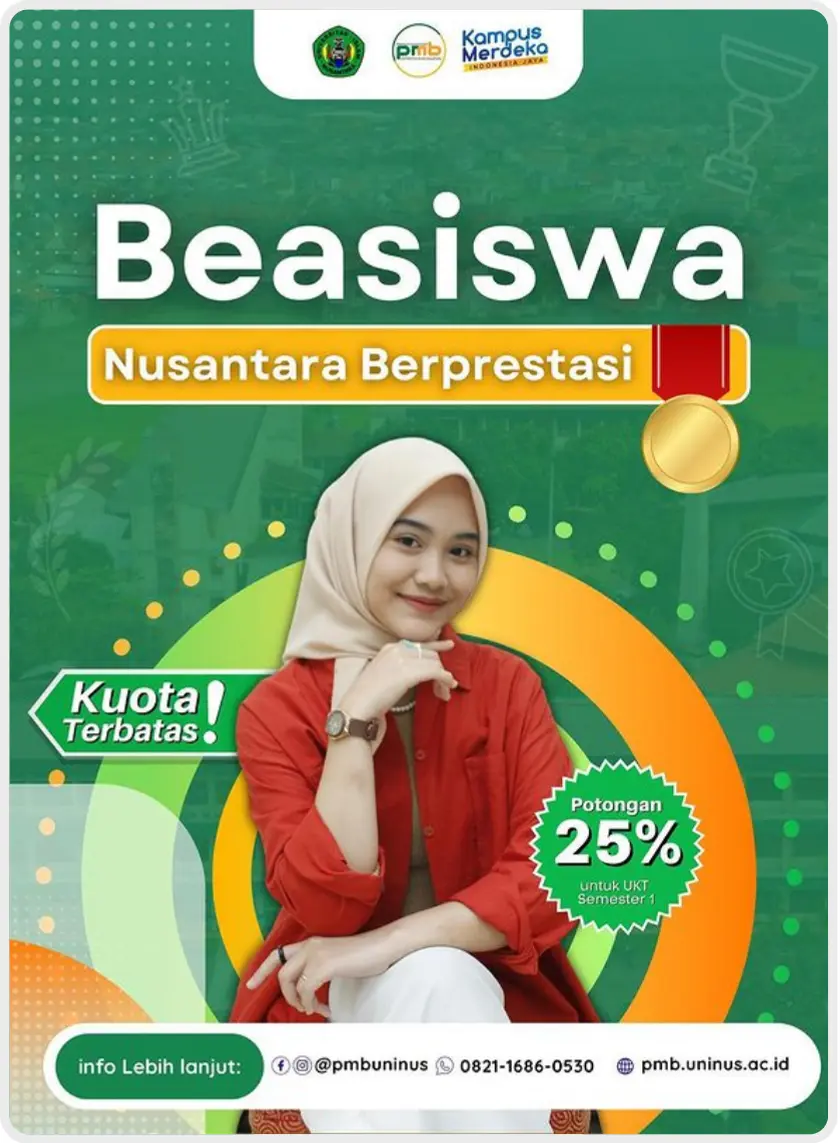 pmb
Kampus
Merdeka
INDONESIA JAYA
Beasiswa
Nusantara Berprestasi
Kuota
Terbatas!
Potongan
25%
untuk UKT
Semester 1
info Lebih lanjut:
@pmbuninus
0821-1686-0530
pmb.uninus.ac.id